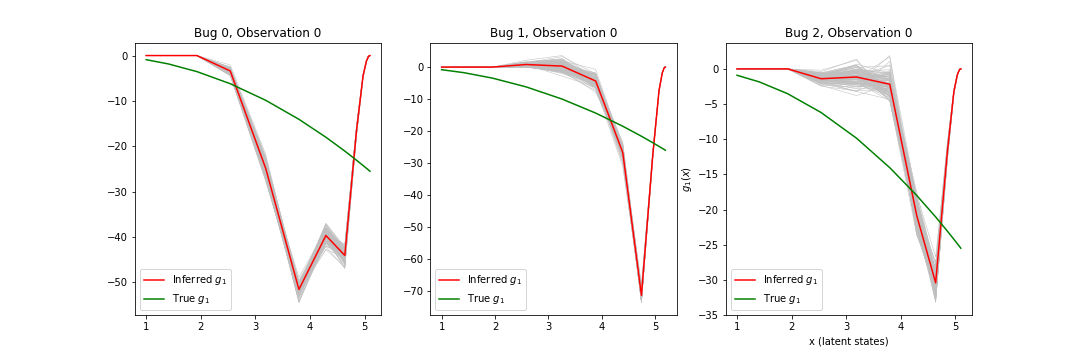 Bug 0, Observation 0
0
−10
−20
−30
−40
−50
1 2 3 4 5
Inferred g₁
True g₁
Bug 1, Observation 0
0
−10
−20
−30
−40
−50
−60
−70
1 2 3 4 5
Inferred g₁
True g₁
Bug 2, Observation 0
g₁(x)
0
−5
−10
−15
−20
−25
−30
−35
1 2 3 4 5
x (latent states)
Inferred g₁
True g₁